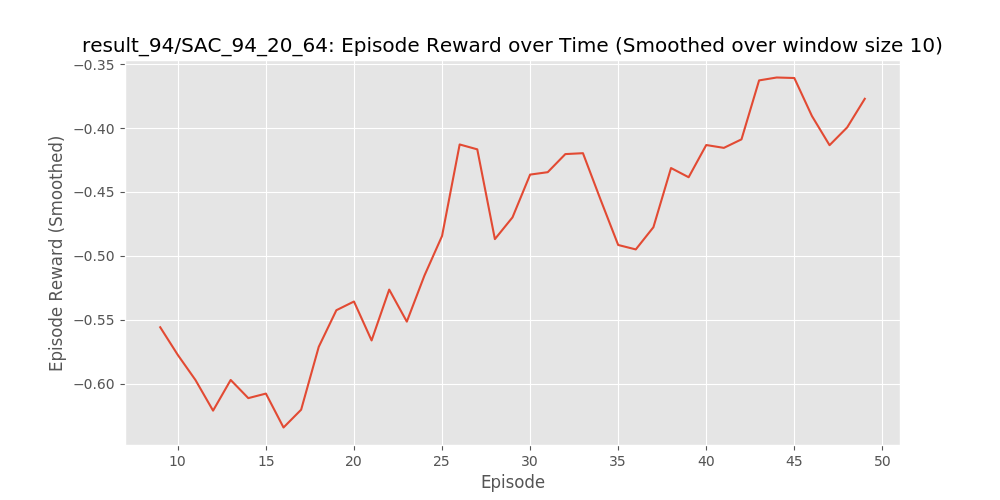 result_94/SAC_94_20_64: Episode Reward over Time (Smoothed over window size 10)
−0.35
−0.40
−0.45
−0.50
−0.55
−0.60
Episode Reward (Smoothed)
10 15 20 25 30 35 40 45 50
Episode